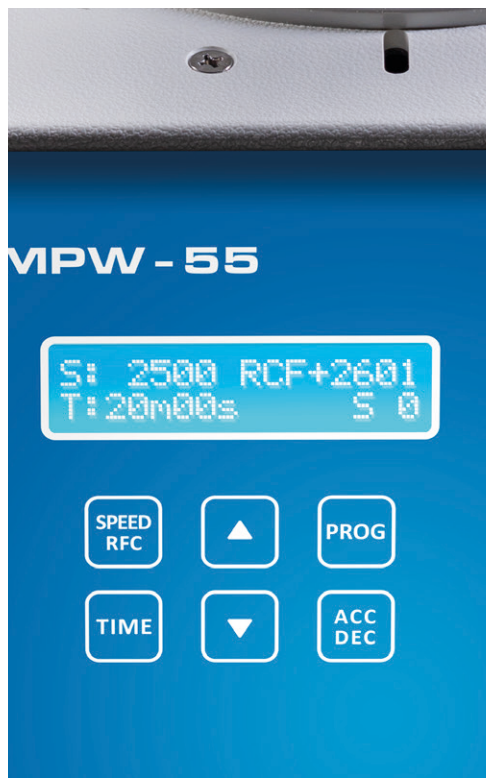 MPW - 55
S: 2500 RCF+2601
T:20m00s S 0
SPEED
RFC
PROG
TIME
ACC
DEC